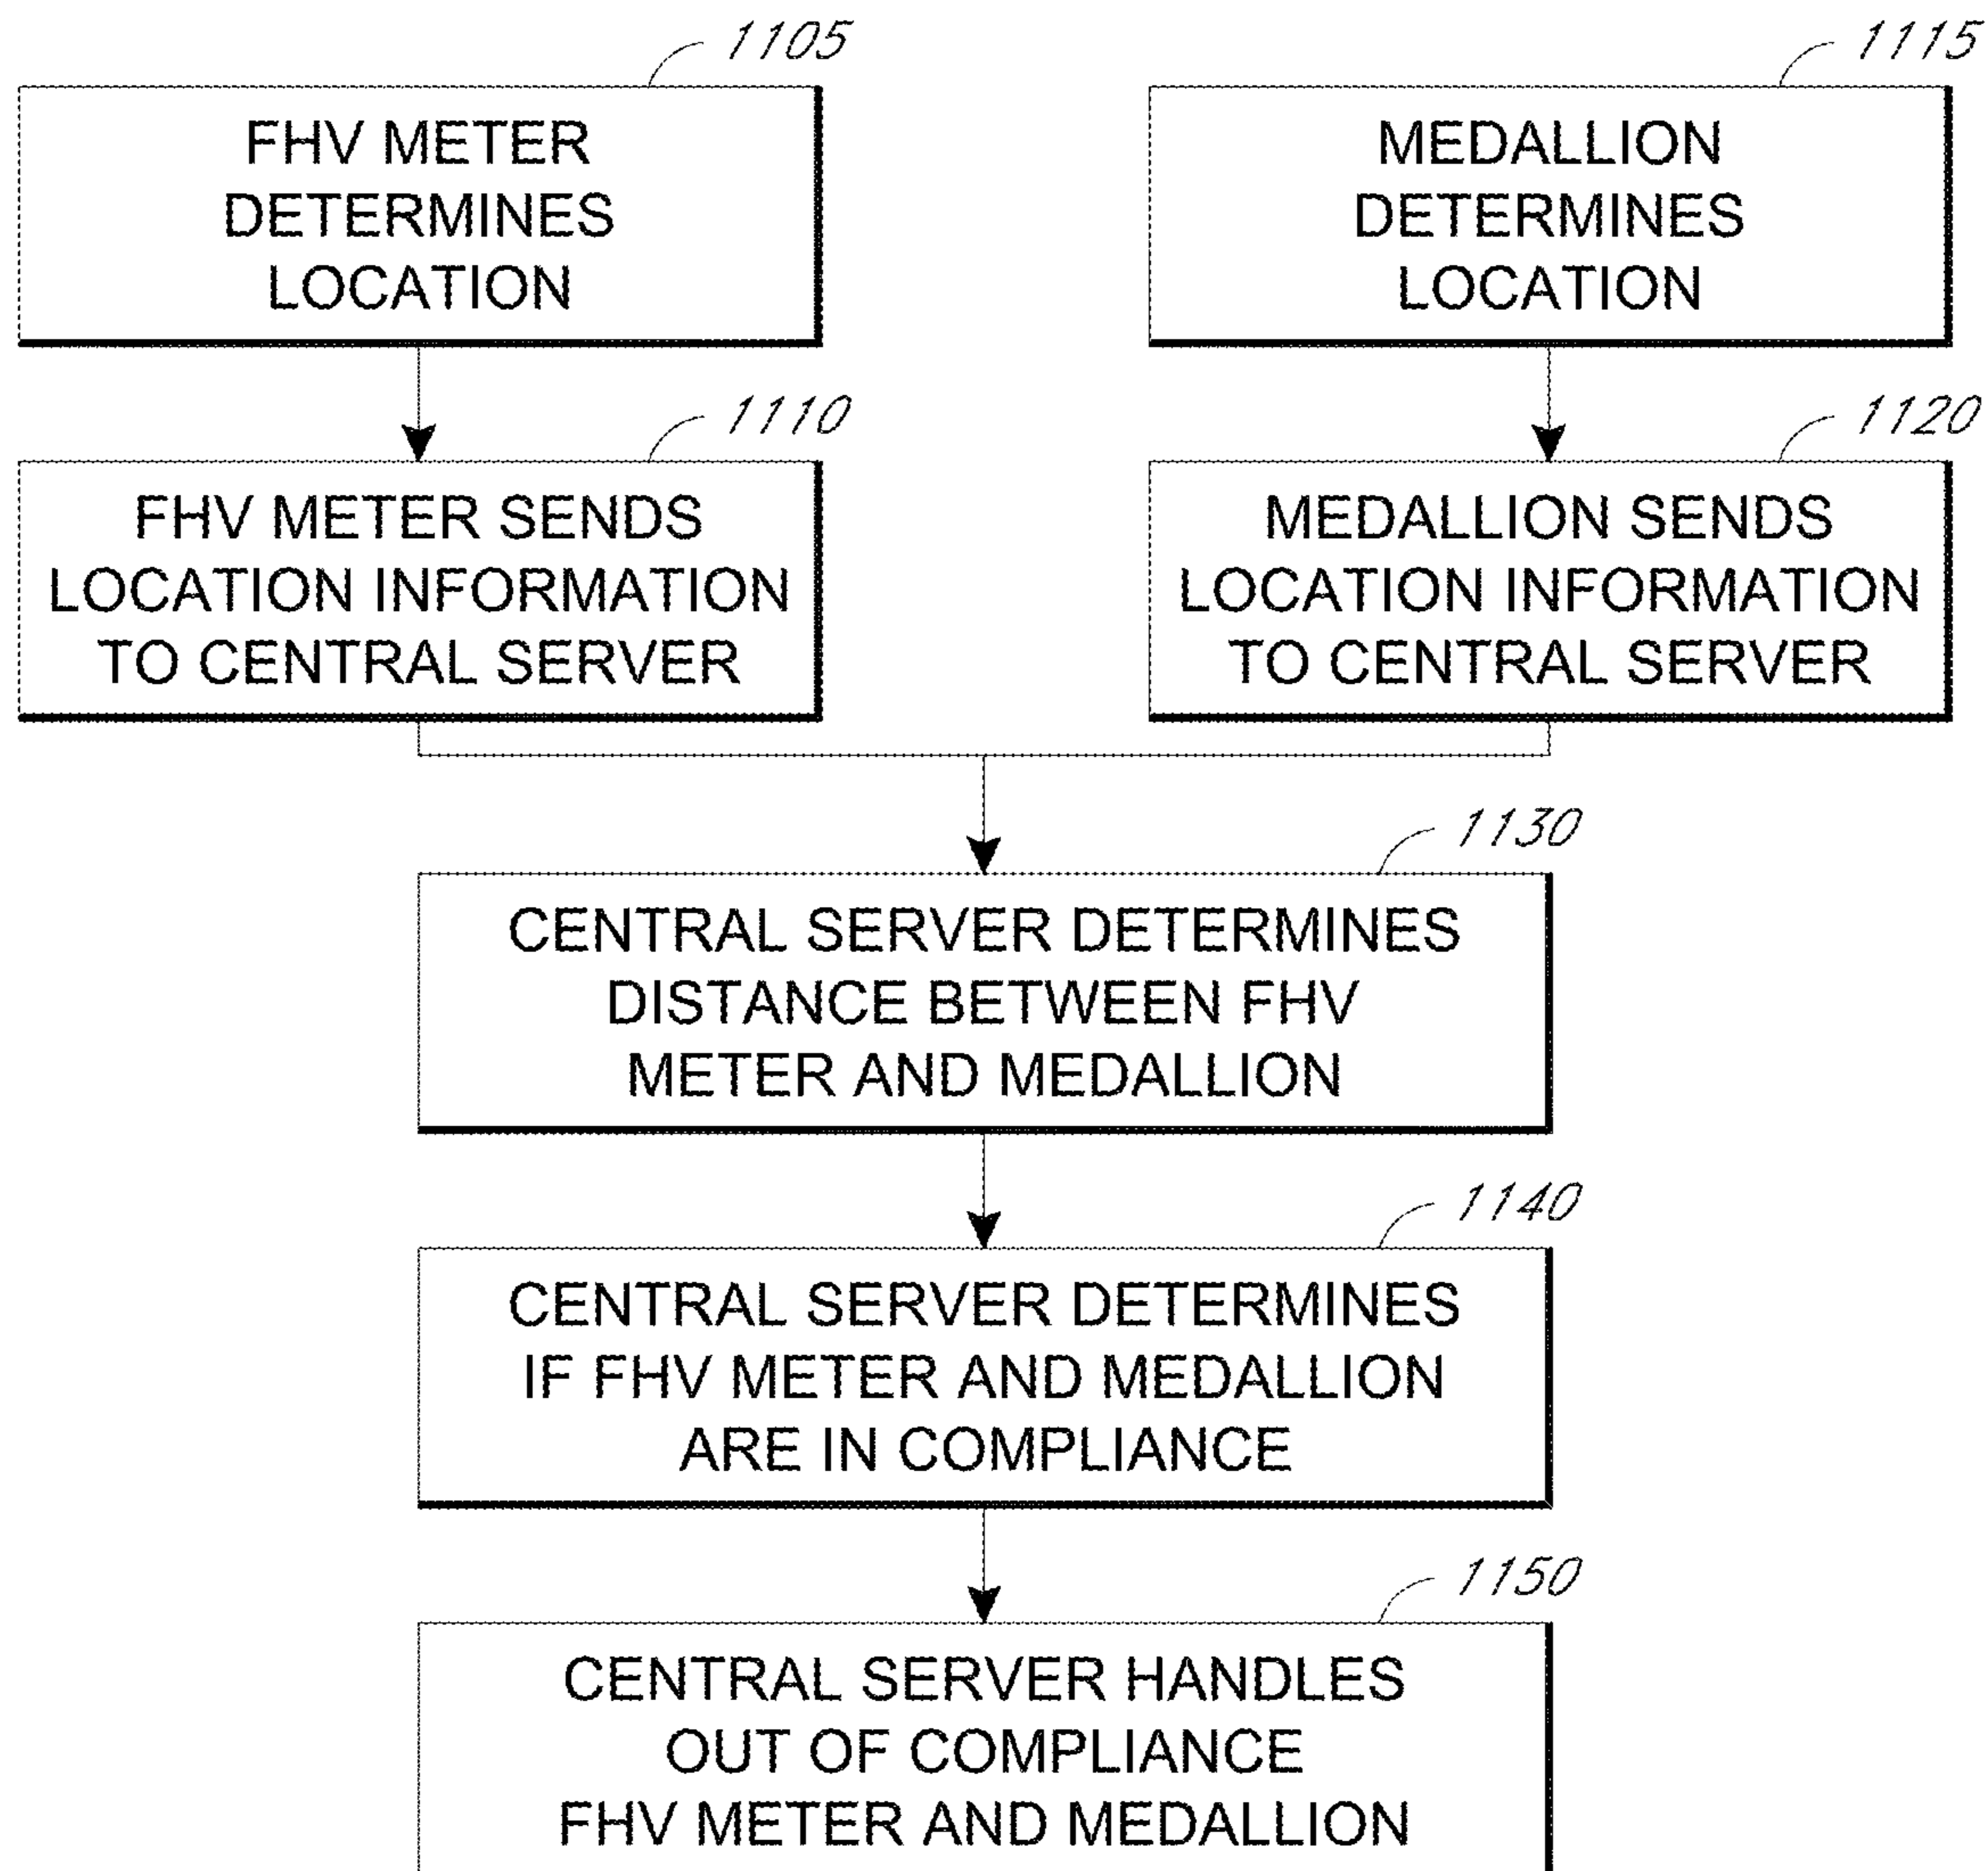 1105
FHV METER
DETERMINES
LOCATION
1115
MEDALLION
DETERMINES
LOCATION
1110
FHV METER SENDS
LOCATION INFORMATION
TO CENTRAL SERVER
1120
MEDALLION SENDS
LOCATION INFORMATION
TO CENTRAL SERVER
1130
CENTRAL SERVER DETERMINES
DISTANCE BETWEEN FHV
METER AND MEDALLION
1140
CENTRAL SERVER DETERMINES
IF FHV METER AND MEDALLION
ARE IN COMPLIANCE
1150
CENTRAL SERVER HANDLES
OUT OF COMPLIANCE
FHV METER AND MEDALLION